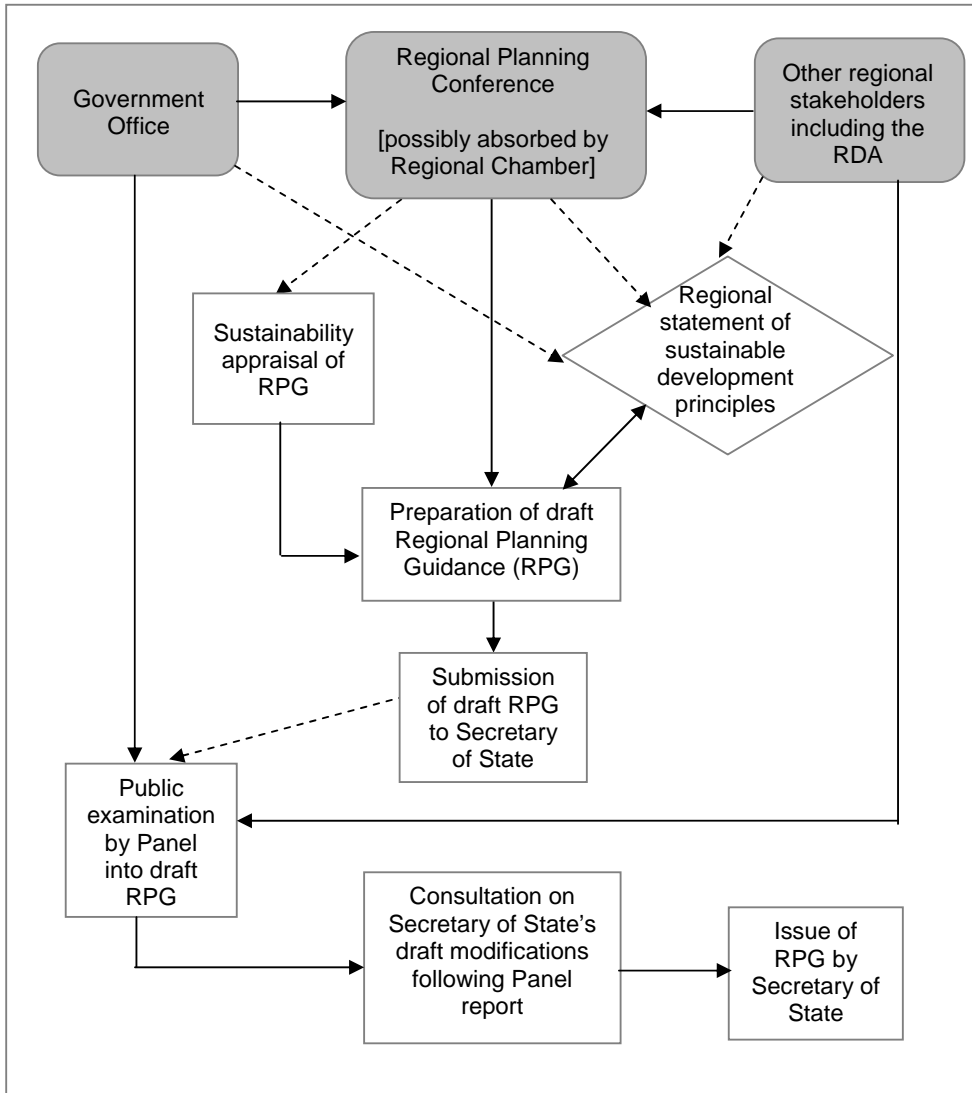 Government
Office
Regional Planning
Conference
[possibly absorbed by
Regional Chamber]
Other regional
stakeholders
including the
RDA
Sustainability
appraisal of
RPG
Regional
statement of
sustainable
development
principles
Preparation of draft
Regional Planning
Guidance (RPG)
Submission
of draft RPG
to Secretary
of State
Public
examination
by Panel
into draft
RPG
Consultation on
Secretary of State’s
draft modifications
following Panel
report
Issue of
RPG by
Secretary of
State